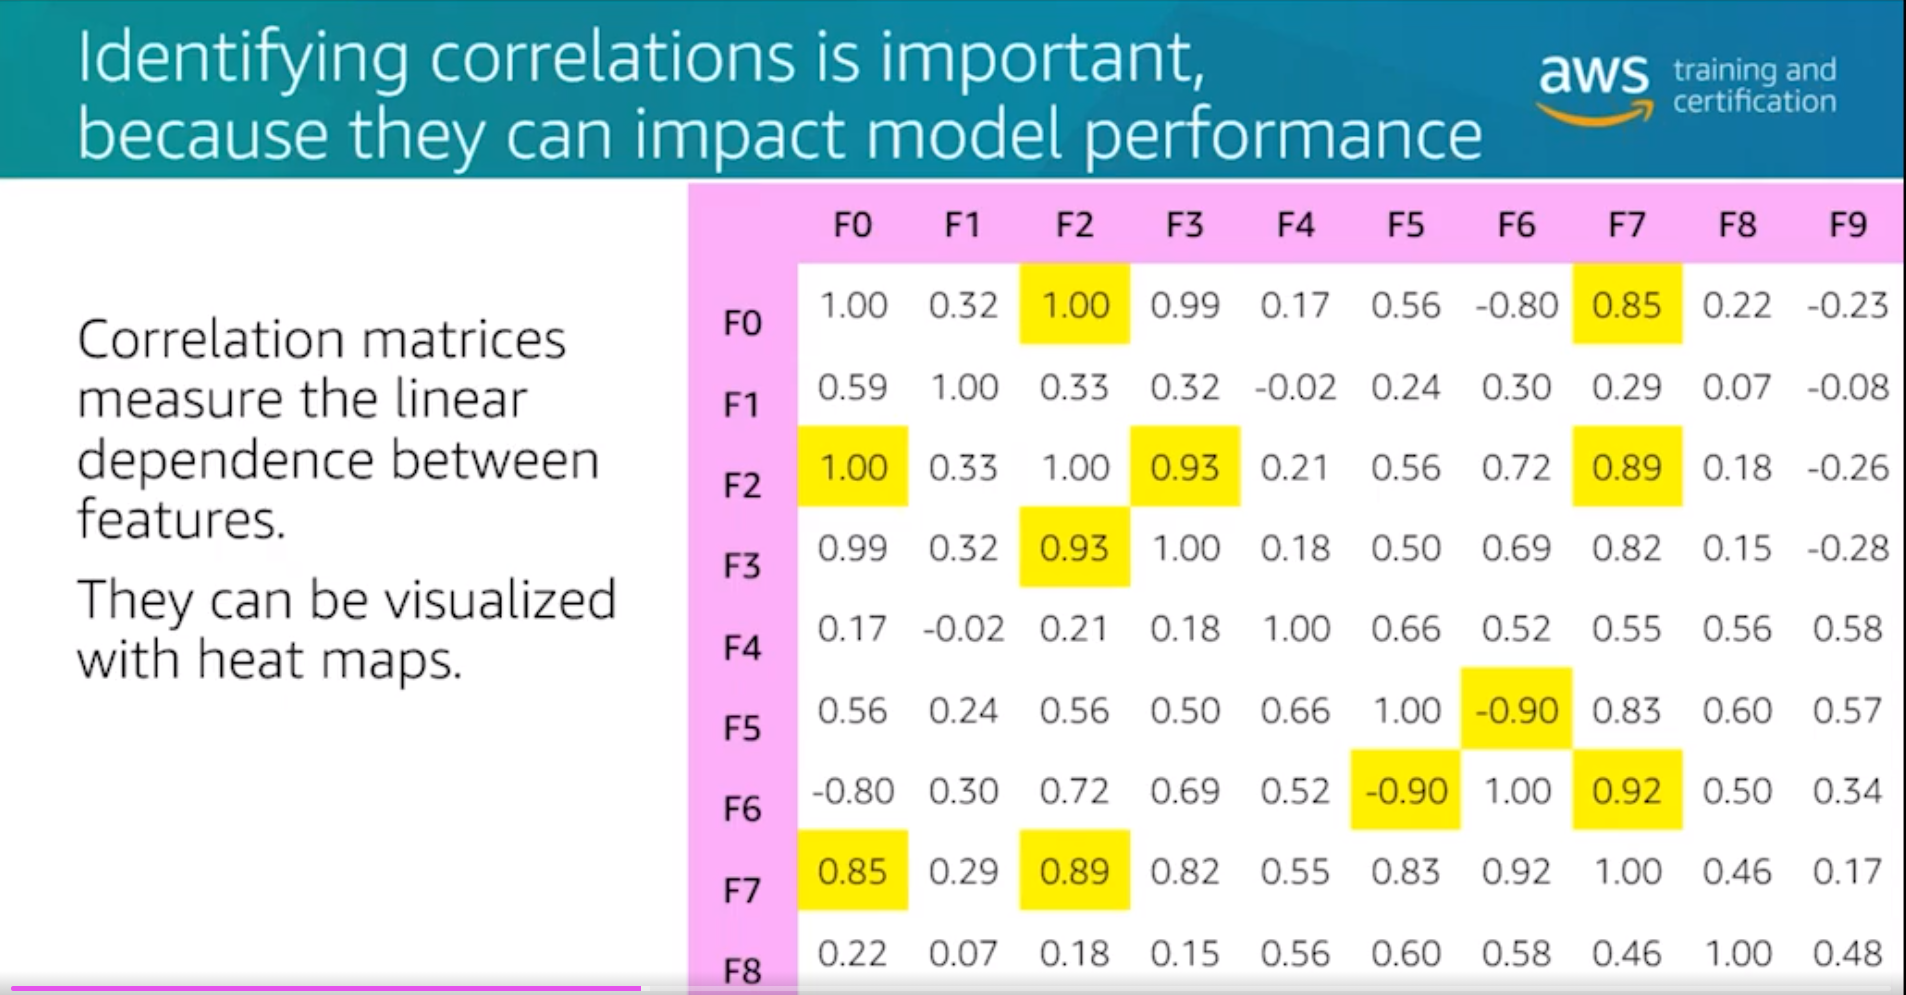 Identifying correlations is important,
because they can impact model performance
aws training and
certification
Correlation matrices
measure the linear
dependence between
features.
They can be visualized
with heat maps.
F0 F1 F2 F3 F4 F5 F6 F7 F8 F9
F0 1.00 0.32 1.00 0.99 0.17 0.56 -0.80 0.85 0.22 -0.23
F1 0.59 1.00 0.33 0.32 -0.02 0.24 0.30 0.29 0.07 -0.08
F2 1.00 0.33 1.00 0.93 0.21 0.56 0.72 0.89 0.18 -0.26
F3 0.99 0.32 0.93 1.00 0.18 0.50 0.69 0.82 0.15 -0.28
F4 0.17 -0.02 0.21 0.18 1.00 0.66 0.52 0.55 0.56 0.58
F5 0.56 0.24 0.56 0.50 0.66 1.00 -0.90 0.83 0.60 0.57
F6 -0.80 0.30 0.72 0.69 0.52 -0.90 1.00 0.92 0.50 0.34
F7 0.85 0.29 0.89 0.82 0.55 0.83 0.92 1.00 0.46 0.17
F8 0.22 0.07 0.18 0.15 0.56 0.60 0.58 0.46 1.00 0.48